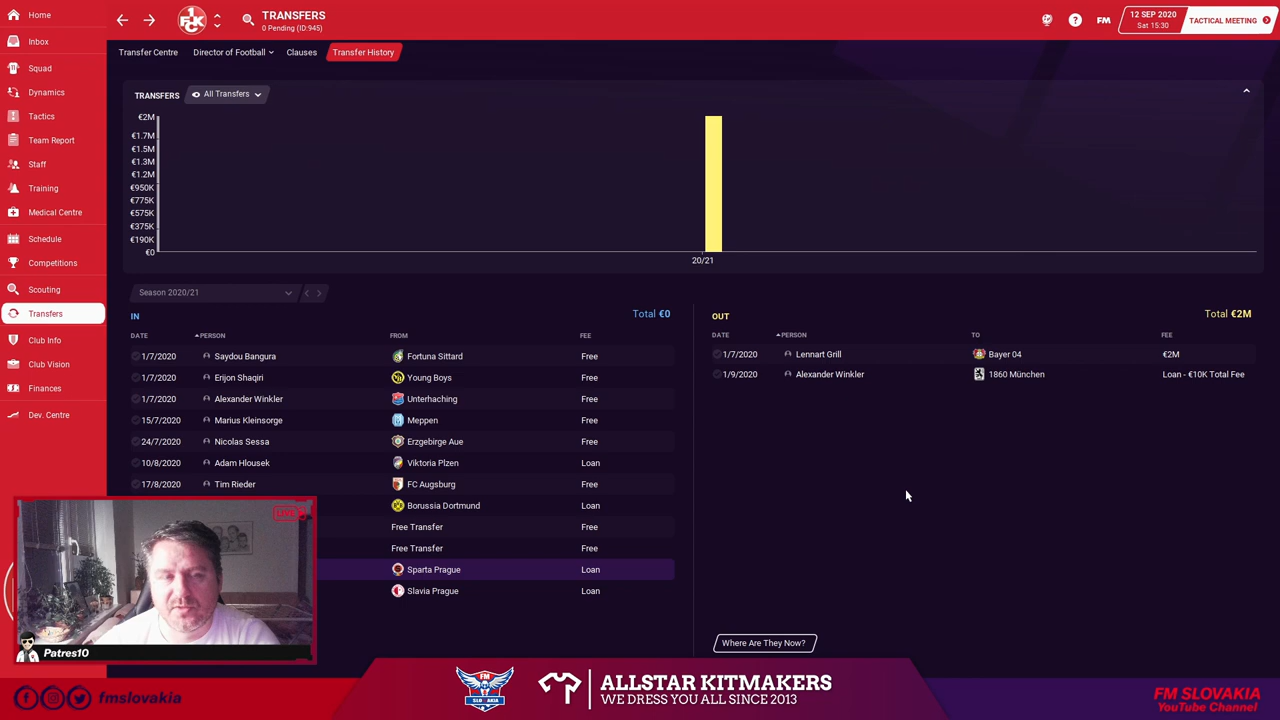 Home
Inbox
Squad
Dynamics
Tactics
Team Report
Staff
Training
Medical Centre
Schedule
Competitions
Scouting
Transfers
Club Info
Club Vision
Finances
Dev. Centre
1 FCK
TRANSFERS
0 Pending (ID:945)
? FM
12 SEP 2020
Sat 15:30
TACTICAL MEETING
Transfer Centre Director of Football Clauses Transfer History
TRANSFERS All Transfers
€2M
€1.7M
€1.5M
€1.3M
€1.2M
€950K
€775K
€575K
€375K
€190K
€0
20/21
Season 2020/21
IN Total €0
DATE PERSON FROM FEE
1/7/2020 Saydou Bangura Fortuna Sittard Free
1/7/2020 Erijon Shaqiri Young Boys Free
1/7/2020 Alexander Winkler Unterhaching Free
15/7/2020 Marius Kleinsorge Meppen Free
24/7/2020 Nicolas Sessa Erzgebirge Aue Free
10/8/2020 Adam Hlousek Viktoria Plzen Loan
17/8/2020 Tim Rieder FC Augsburg Free
Borussia Dortmund Loan
Free Transfer Free
Free Transfer Free
Sparta Prague Loan
Slavia Prague Loan
OUT Total €2M
DATE PERSON TO FEE
1/7/2020 Lennart Grill Bayer 04 €2M
1/9/2020 Alexander Winkler 1860 München Loan - €10K Total Fee
Where Are They Now?
LIVE
Patres10
fmslovakia
FM
SLOVAKIA
ALLSTAR KITMAKERS
WE DRESS YOU ALL SINCE 2013
FM SLOVAKIA
YouTube Channel